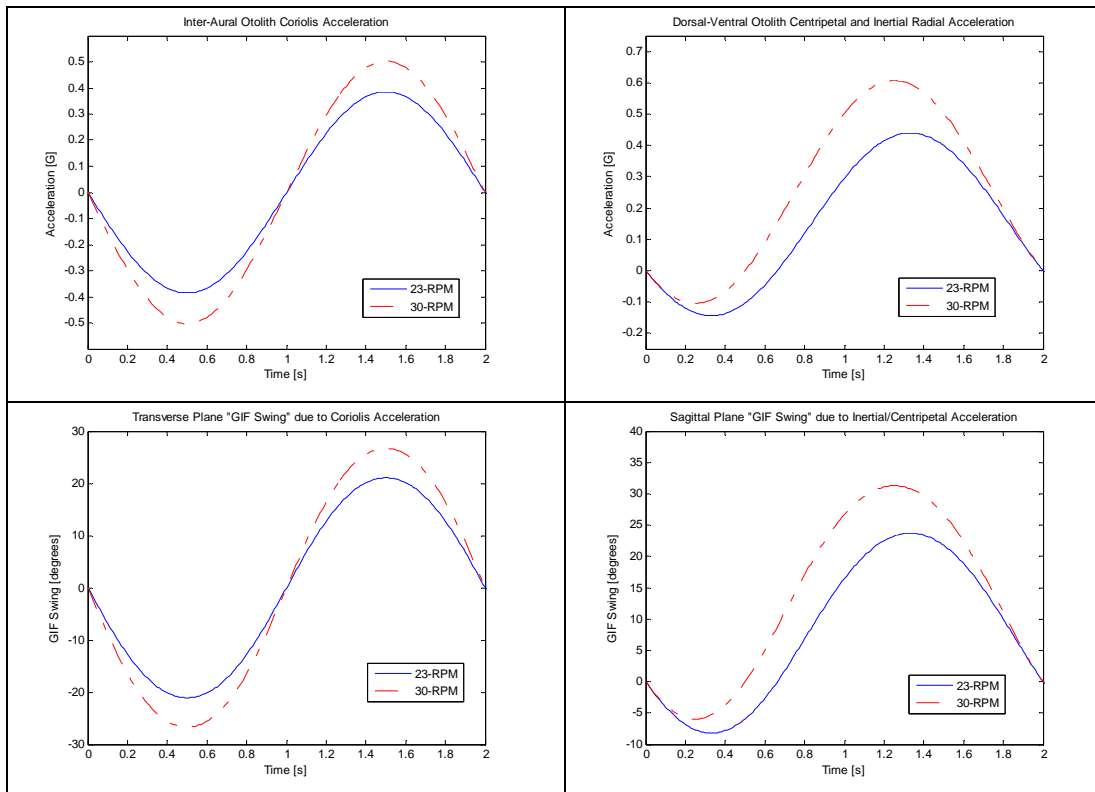 Inter-Aural Otolith Coriolis Acceleration
0.5
0.4
0.3
0.2
0.1
0
-0.1
-0.2
-0.3
-0.4
-0.5
Acceleration [G]
23-RPM
30-RPM
0 0.2 0.4 0.6 0.8 1 1.2 1.4 1.6 1.8 2
Time [s]
Dorsal-Ventral Otolith Centripetal and Inertial Radial Acceleration
0.7
0.6
0.5
0.4
0.3
0.2
0.1
0
-0.1
-0.2
Acceleration [G]
23-RPM
30-RPM
0 0.2 0.4 0.6 0.8 1 1.2 1.4 1.6 1.8 2
Time [s]
Transverse Plane "GIF Swing" due to Coriolis Acceleration
30
20
10
0
-10
-20
-30
GIF Swing [degrees]
23-RPM
30-RPM
0 0.2 0.4 0.6 0.8 1 1.2 1.4 1.6 1.8 2
Time [s]
Sagittal Plane "GIF Swing" due to Inertial/Centripetal Acceleration
40
35
30
25
20
15
10
5
0
-5
-10
GIF Swing [degrees]
23-RPM
30-RPM
0 0.2 0.4 0.6 0.8 1 1.2 1.4 1.6 1.8 2
Time [s]